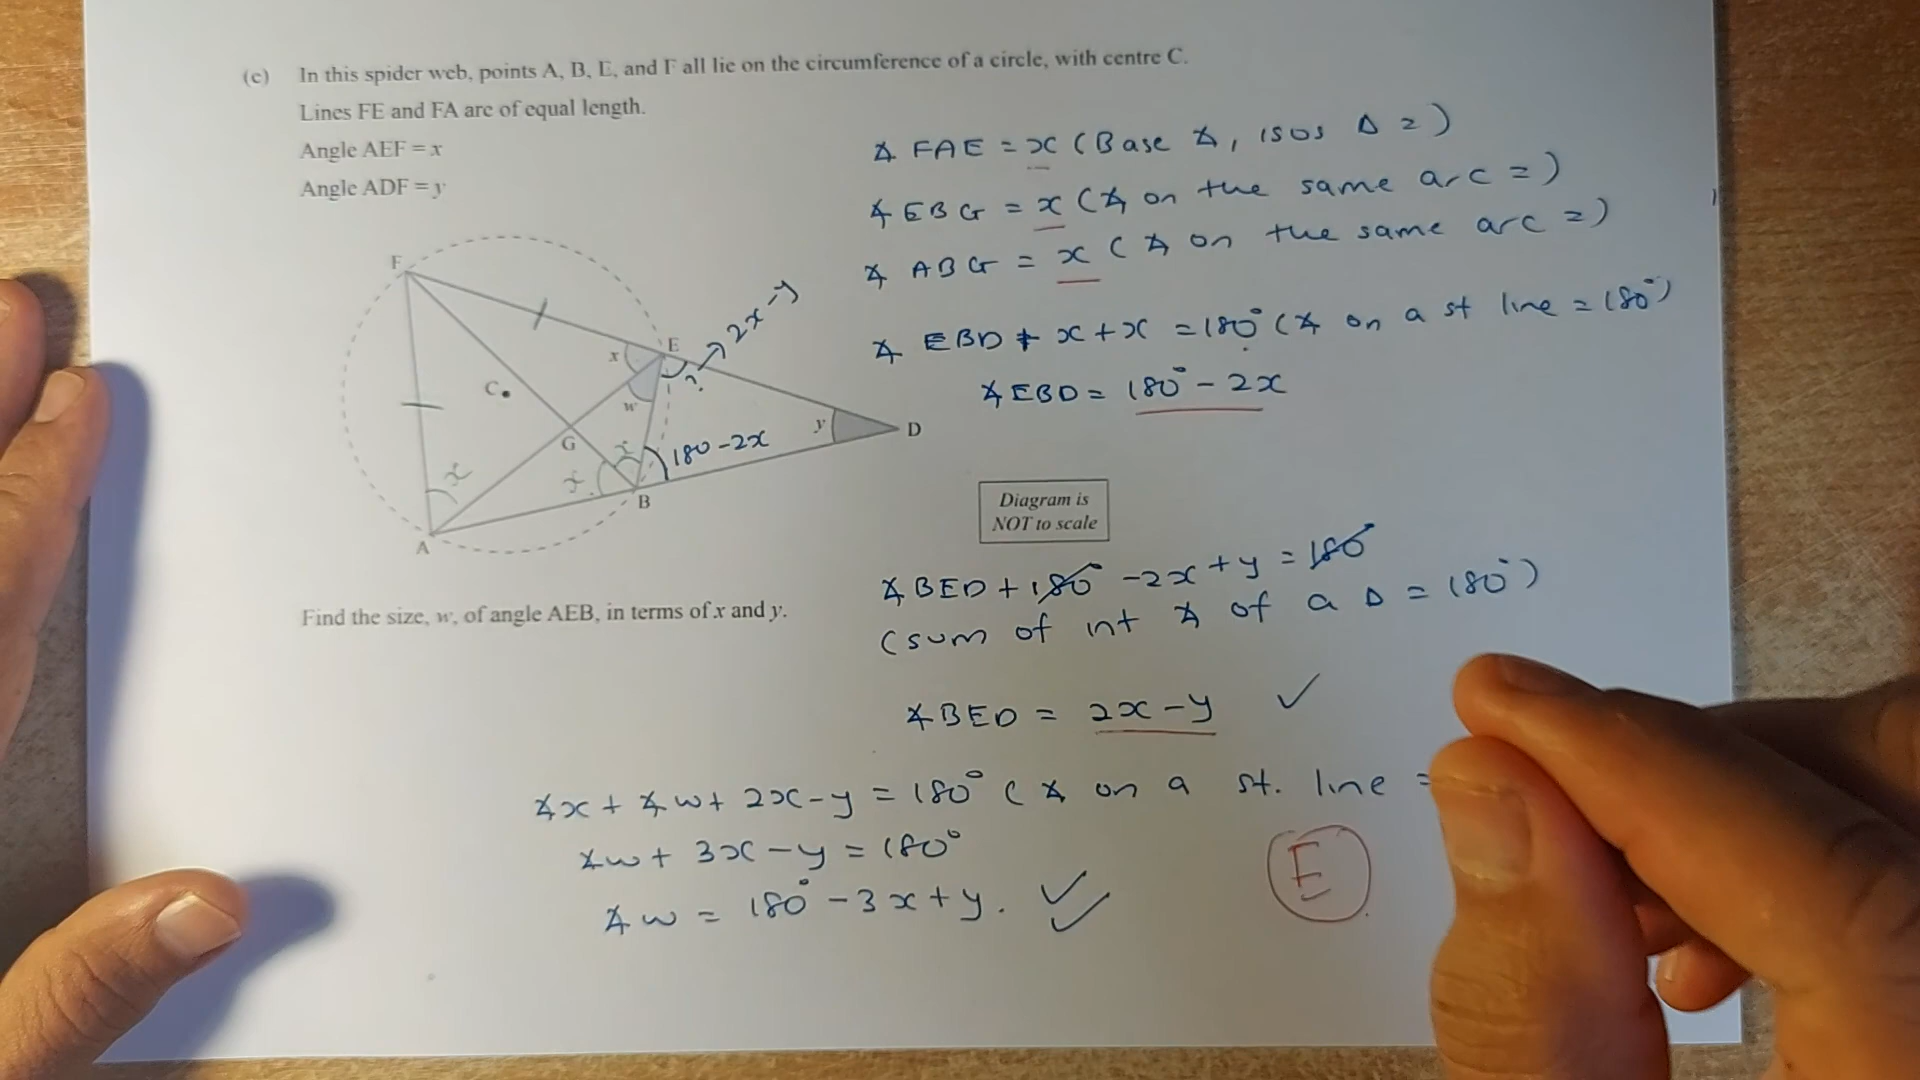 (c) In this spider web, points A, B, E, and F all lie on the circumference of a circle, with centre C.
Lines FE and FA are of equal length.
Angle AEF = x
Angle ADF = y
∡ FAE = x (Base ∡, isos Δ =)
∡ EBG = x (∡ on the same arc =)
∡ ABG = x (∡ on the same arc =)
∡ EBD + x + x = 180° (∡ on a st line = 180°)
∡EBD = 180° - 2x
F
E
x
2x - y
?
C
w
G
x
x
x
180 - 2x
y
D
B
A
Diagram is
NOT to scale
Find the size, w, of angle AEB, in terms of x and y.
∡BED + 180° - 2x + y = 180
(sum of int ∡ of a Δ = 180°)
∡BED = 2x - y ✓
∡x + ∡w + 2x - y = 180° (∡ on a st. line =
∡w + 3x - y = 180°
∡w = 180° - 3x + y. ✓✓
E